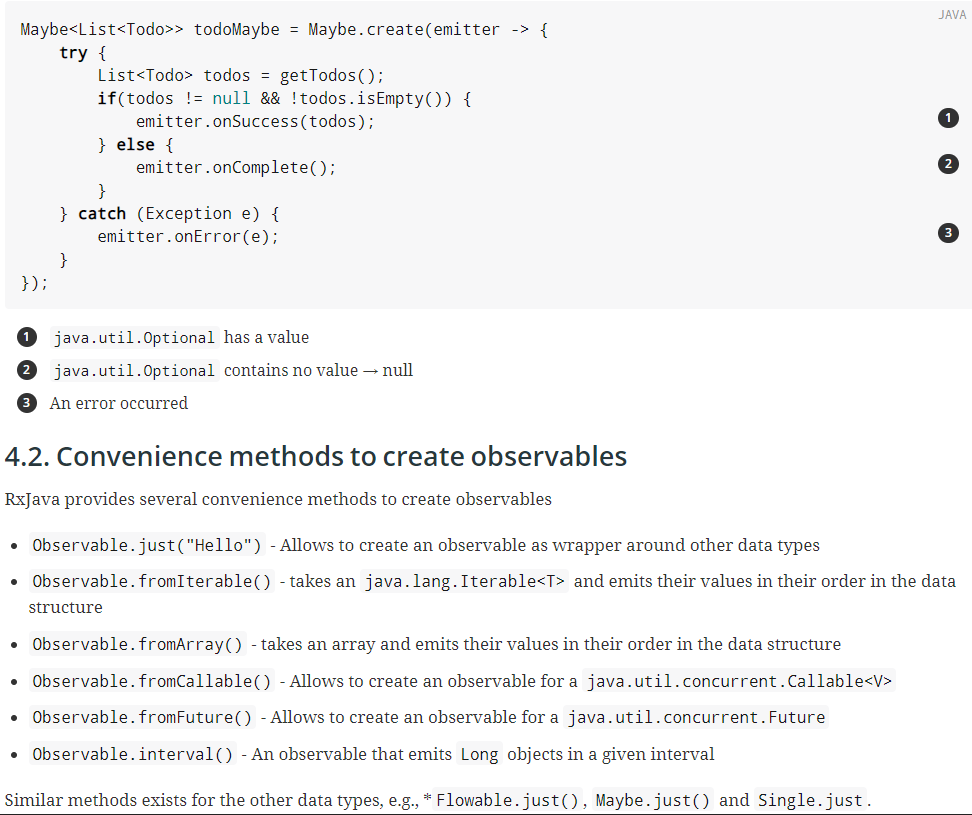 JAVA
Maybe<List<Todo>> todoMaybe = Maybe.create(emitter -> {
    try {
        List<Todo> todos = getTodos();
        if(todos != null && !todos.isEmpty()) {
            emitter.onSuccess(todos); 1
        } else {
            emitter.onComplete(); 2
        }
    } catch (Exception e) {
        emitter.onError(e); 3
    }
});
1 java.util.Optional has a value
2 java.util.Optional contains no value → null
3 An error occurred
4.2. Convenience methods to create observables
RxJava provides several convenience methods to create observables
• Observable.just("Hello") - Allows to create an observable as wrapper around other data types
• Observable.fromIterable() - takes an java.lang.Iterable<T> and emits their values in their order in the data
structure
• Observable.fromArray() - takes an array and emits their values in their order in the data structure
• Observable.fromCallable() - Allows to create an observable for a java.util.concurrent.Callable<V>
• Observable.fromFuture() - Allows to create an observable for a java.util.concurrent.Future
• Observable.interval() - An observable that emits Long objects in a given interval
Similar methods exists for the other data types, e.g., * Flowable.just(), Maybe.just() and Single.just.